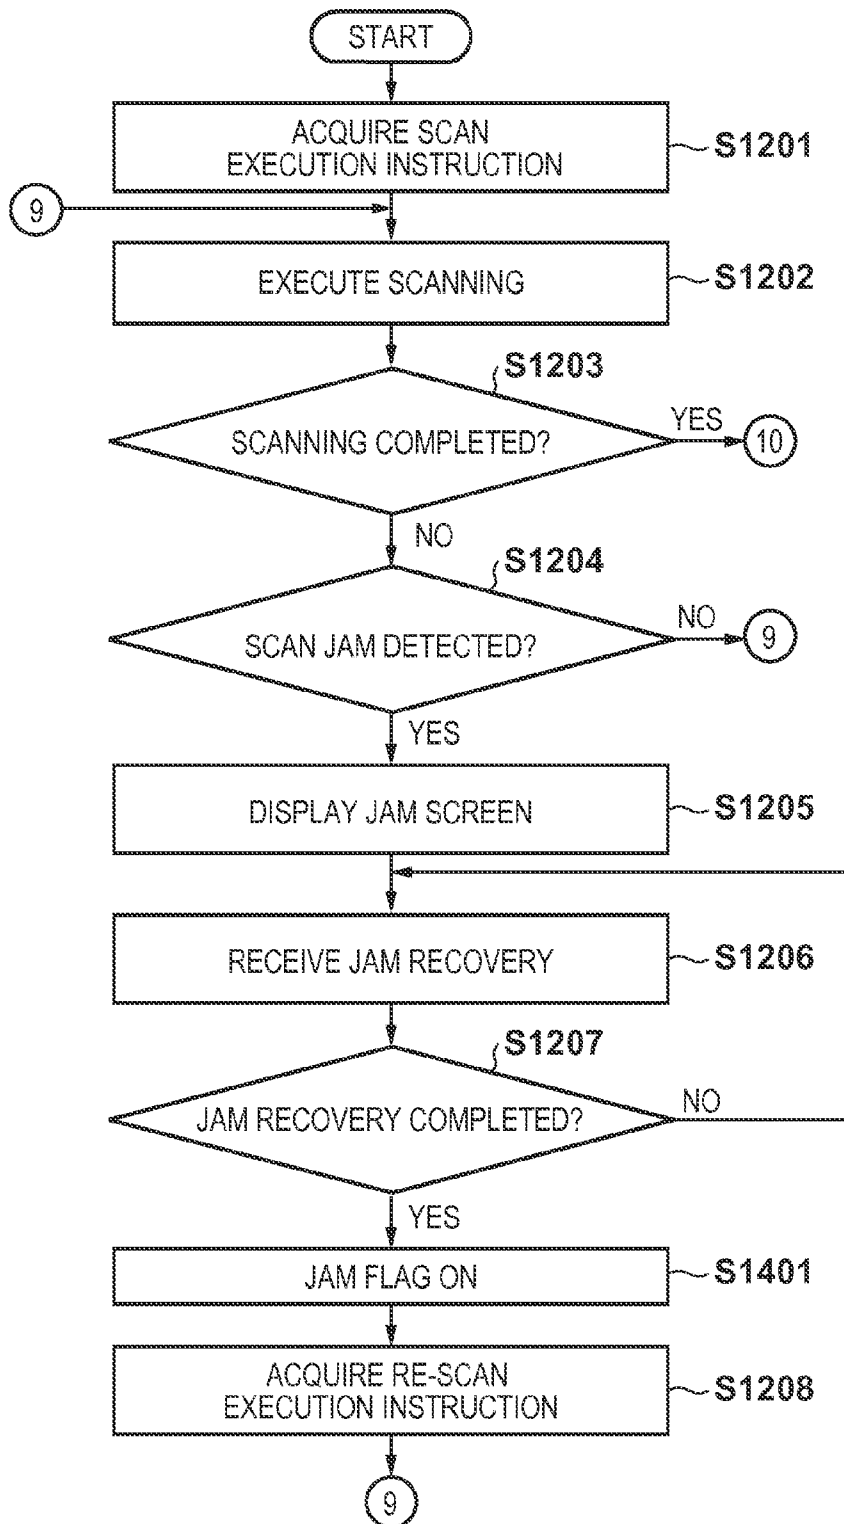 START
ACQUIRE SCAN
EXECUTION INSTRUCTION
S1201
9
EXECUTE SCANNING
S1202
S1203
SCANNING COMPLETED?
YES
10
NO
S1204
SCAN JAM DETECTED?
NO
9
YES
DISPLAY JAM SCREEN
S1205
RECEIVE JAM RECOVERY
S1206
S1207
JAM RECOVERY COMPLETED?
NO
YES
JAM FLAG ON
S1401
ACQUIRE RE-SCAN
EXECUTION INSTRUCTION
S1208
9